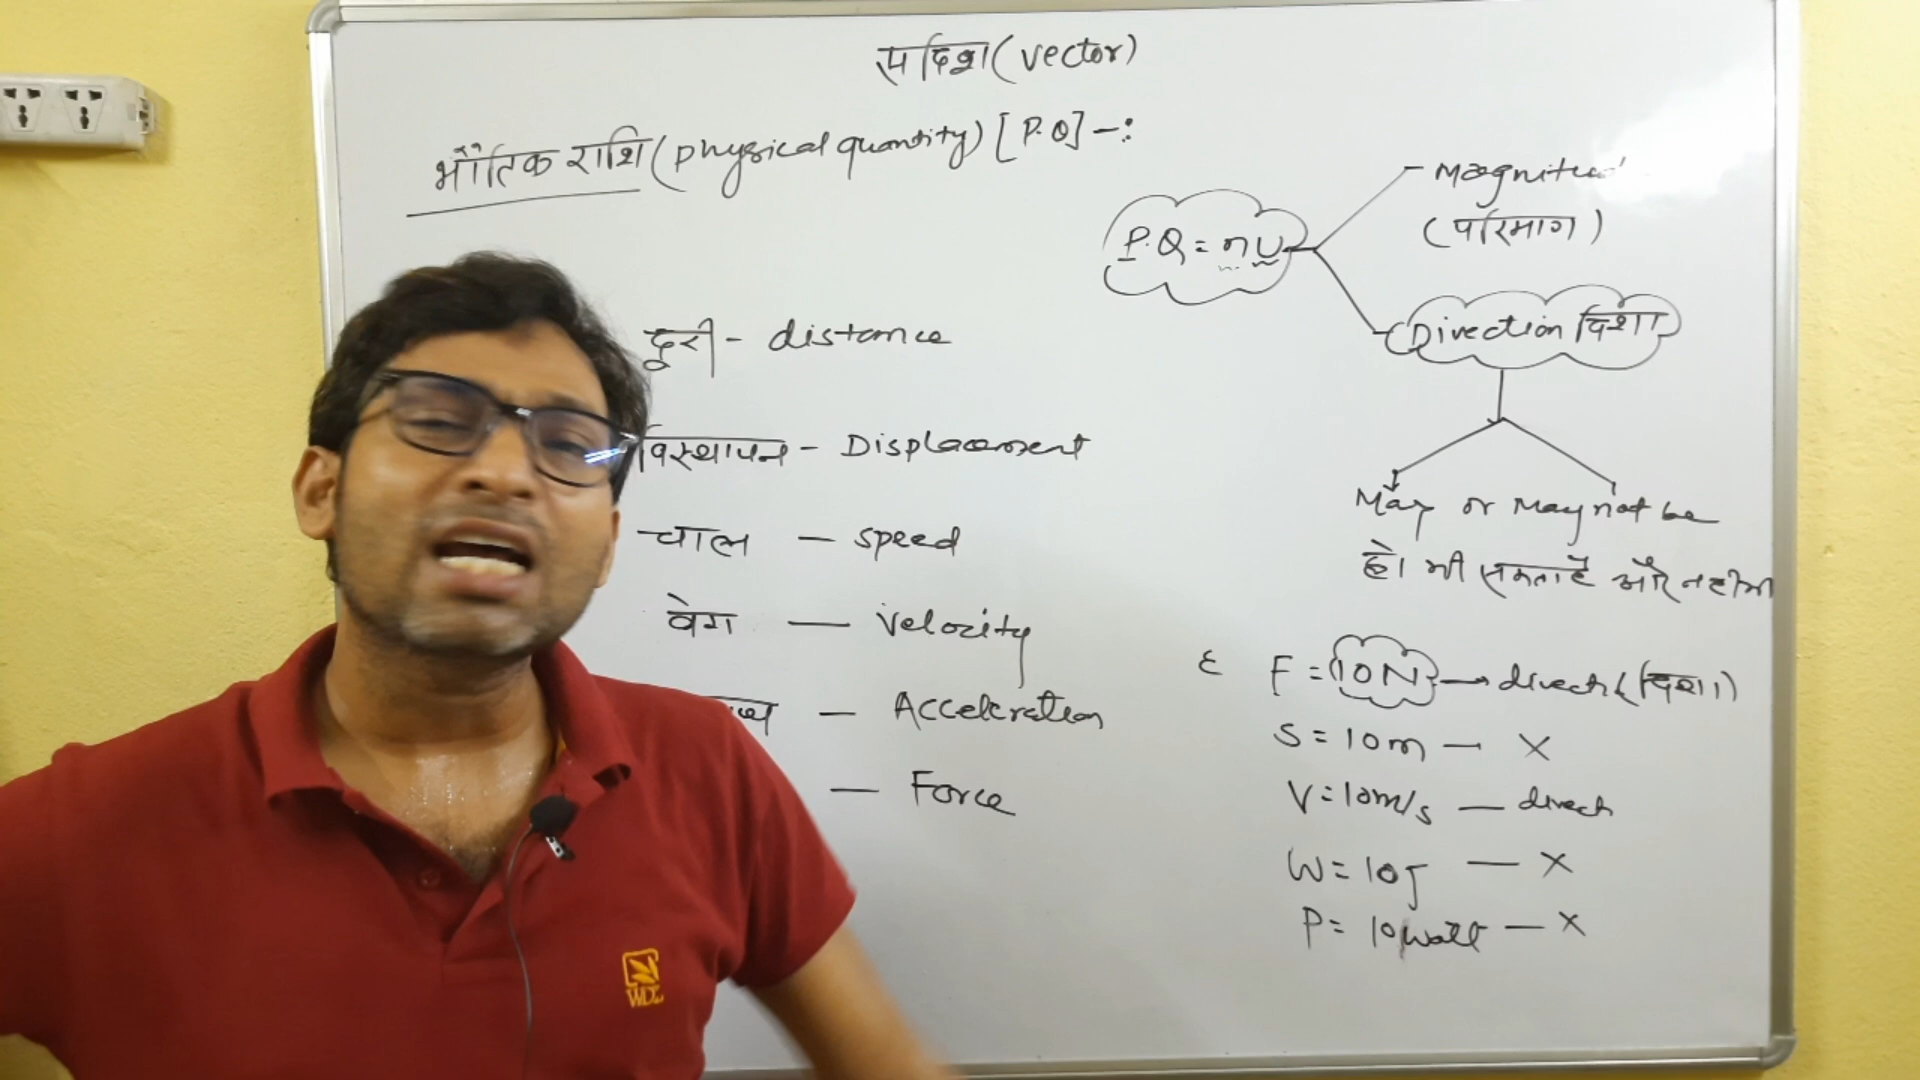 सदिश (vector)
भौतिक राशि (physical quantity) [P.Q] -:
P.Q = nu
(परिमाण)
Direction दिशा
May or May not be
हो भी सकता है और नहीं भी
दूरी - distance
विस्थापन - Displacement
चाल - speed
वेग - velocity
- Acceleration
- Force
F = 10N → direct (दिशा)
S = 10m - X
V = 10m/s - direct
W = 10J - X
P = 10watt - X